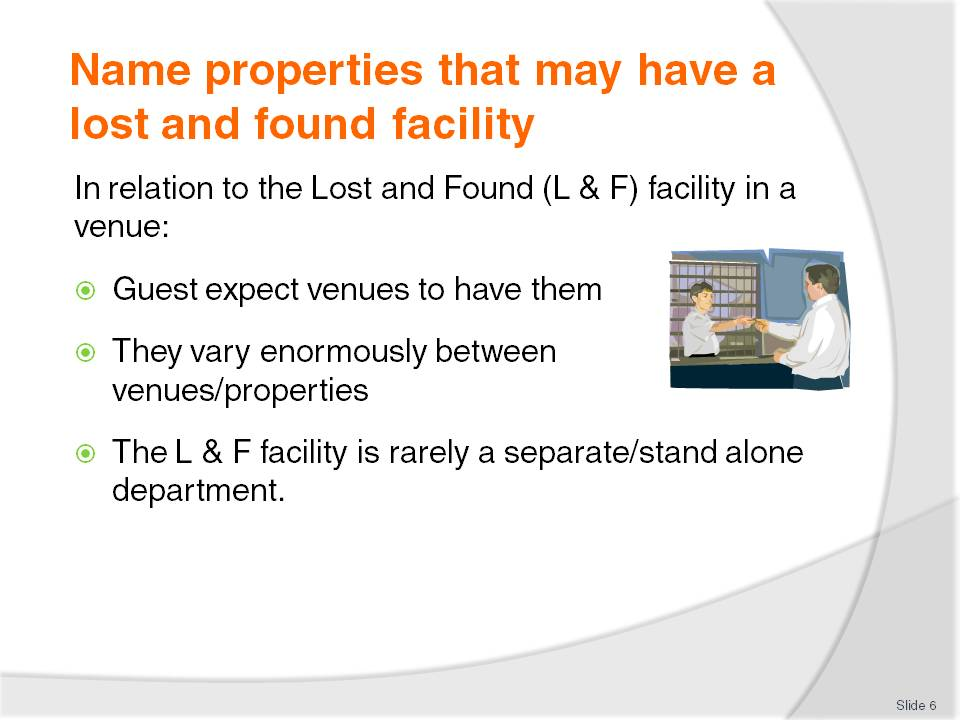 Name properties that may have a
lost and found facility
In relation to the Lost and Found (L & F) facility in a
venue:
Guest expect venues to have them
They vary enormously between
venues/properties
The L & F facility is rarely a separate/stand alone
department.
Slide 6